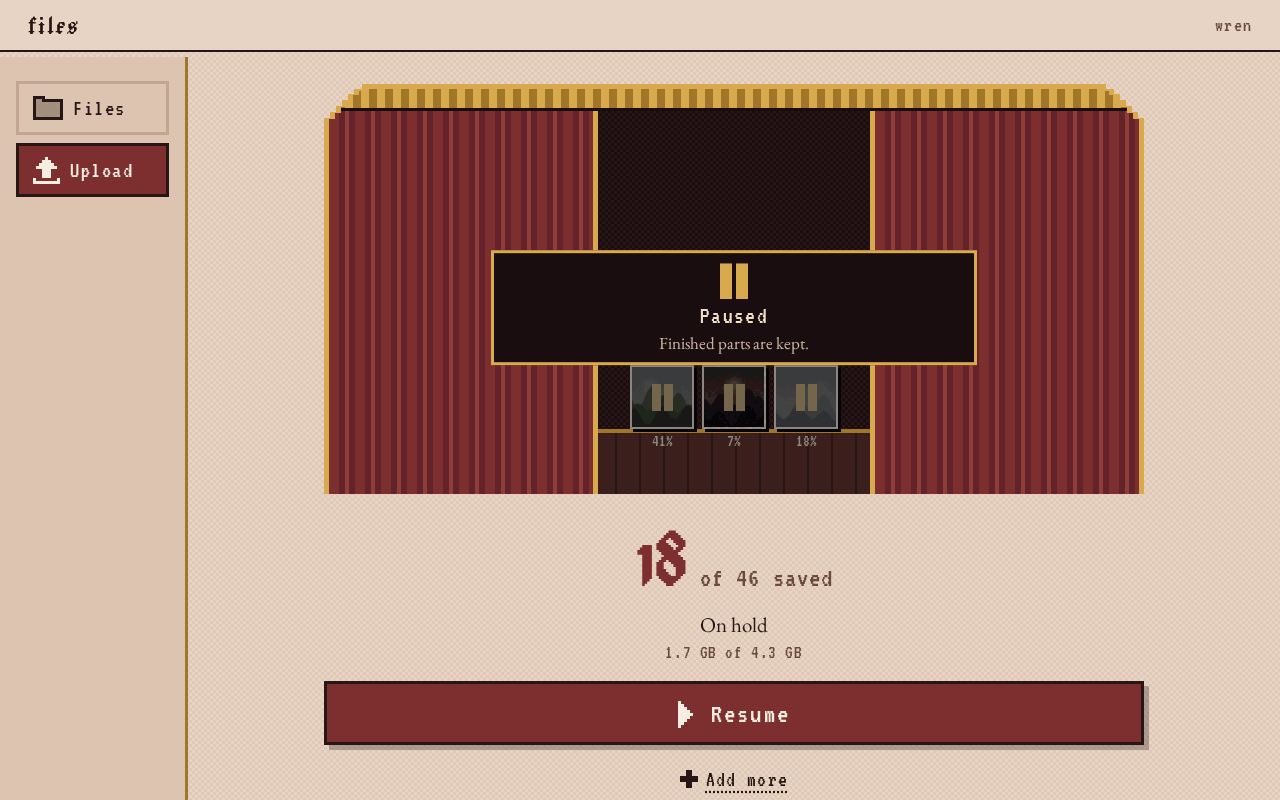 files
wren
Files
Upload
Paused
Finished parts are kept.
41% 7% 18%
18 of 46 saved
On hold
1.7 GB of 4.3 GB
Resume
Add more